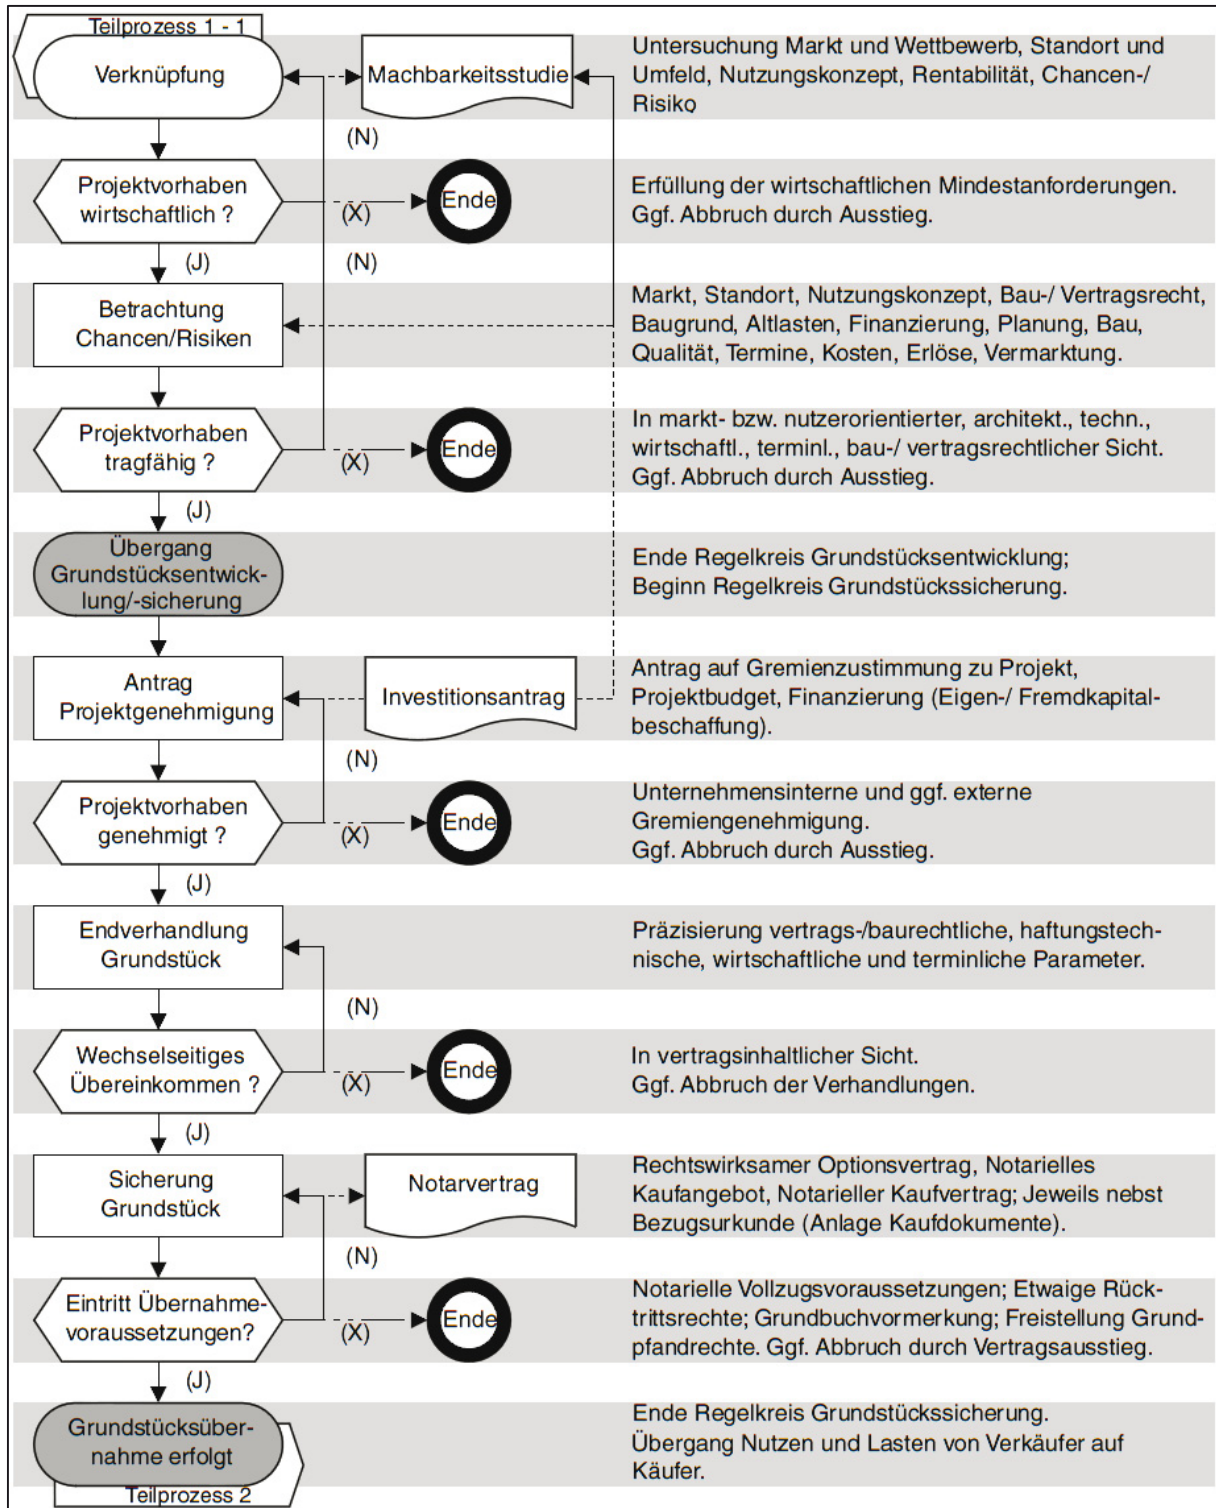 Teilprozess 1 - 1
Verknüpfung
Machbarkeitsstudie
Untersuchung Markt und Wettbewerb, Standort und
Umfeld, Nutzungskonzept, Rentabilität, Chancen-/
Risiko
(N)
Projektvorhaben
wirtschaftlich ?
(X)
Ende
Erfüllung der wirtschaftlichen Mindestanforderungen.
Ggf. Abbruch durch Ausstieg.
(J)
(N)
Betrachtung
Chancen/Risiken
Markt, Standort, Nutzungskonzept, Bau-/ Vertragsrecht,
Baugrund, Altlasten, Finanzierung, Planung, Bau,
Qualität, Termine, Kosten, Erlöse, Vermarktung.
Projektvorhaben
tragfähig ?
(X)
Ende
In markt- bzw. nutzerorientierter, architekt., techn.,
wirtschaftl., terminl., bau-/ vertragsrechtlicher Sicht.
Ggf. Abbruch durch Ausstieg.
(J)
Übergang
Grundstücksentwick-
lung/-sicherung
Ende Regelkreis Grundstücksentwicklung;
Beginn Regelkreis Grundstückssicherung.
Antrag
Projektgenehmigung
Investitionsantrag
Antrag auf Gremienzustimmung zu Projekt,
Projektbudget, Finanzierung (Eigen-/ Fremdkapital-
beschaffung).
(N)
Projektvorhaben
genehmigt ?
(X)
Ende
Unternehmensinterne und ggf. externe
Gremiengenehmigung.
Ggf. Abbruch durch Ausstieg.
(J)
Endverhandlung
Grundstück
Präzisierung vertrags-/baurechtliche, haftungstech-
nische, wirtschaftliche und terminliche Parameter.
(N)
Wechselseitiges
Übereinkommen ?
(X)
Ende
In vertragsinhaltlicher Sicht.
Ggf. Abbruch der Verhandlungen.
(J)
Sicherung
Grundstück
Notarvertrag
Rechtswirksamer Optionsvertrag, Notarielles
Kaufangebot, Notarieller Kaufvertrag; Jeweils nebst
Bezugsurkunde (Anlage Kaufdokumente).
(N)
Eintritt Übernahme-
voraussetzungen?
(X)
Ende
Notarielle Vollzugsvoraussetzungen; Etwaige Rück-
trittsrechte; Grundbuchvormerkung; Freistellung Grund-
pfandrechte. Ggf. Abbruch durch Vertragsausstieg.
(J)
Grundstücksüber-
nahme erfolgt
Teilprozess 2
Ende Regelkreis Grundstückssicherung.
Übergang Nutzen und Lasten von Verkäufer auf
Käufer.